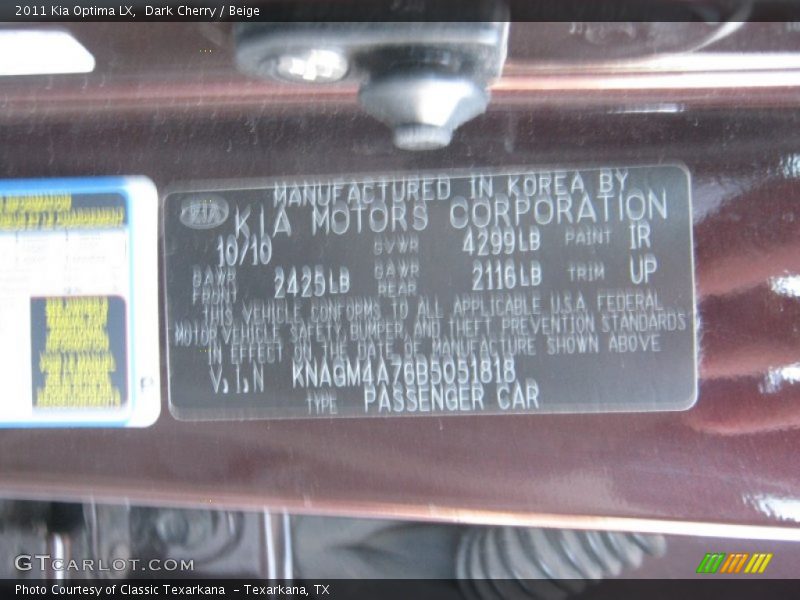 2011 Kia Optima LX, Dark Cherry / Beige
KIA
MANUFACTURED IN KOREA BY
KIA MOTORS CORPORATION
10/10 GVWR 4299LB PAINT IR
GAWR FRONT 2425LB GAWR REAR 2116LB TRIM UP
THIS VEHICLE CONFORMS TO ALL APPLICABLE U.S.A. FEDERAL
MOTOR VEHICLE SAFETY BUMPER, AND THEFT PREVENTION STANDARDS
IN EFFECT ON THE DATE OF MANUFACTURE SHOWN ABOVE
V.I.N KNAGM4A76B5051818
TYPE PASSENGER CAR
GTCARLOT.COM
Photo Courtesy of Classic Texarkana - Texarkana, TX